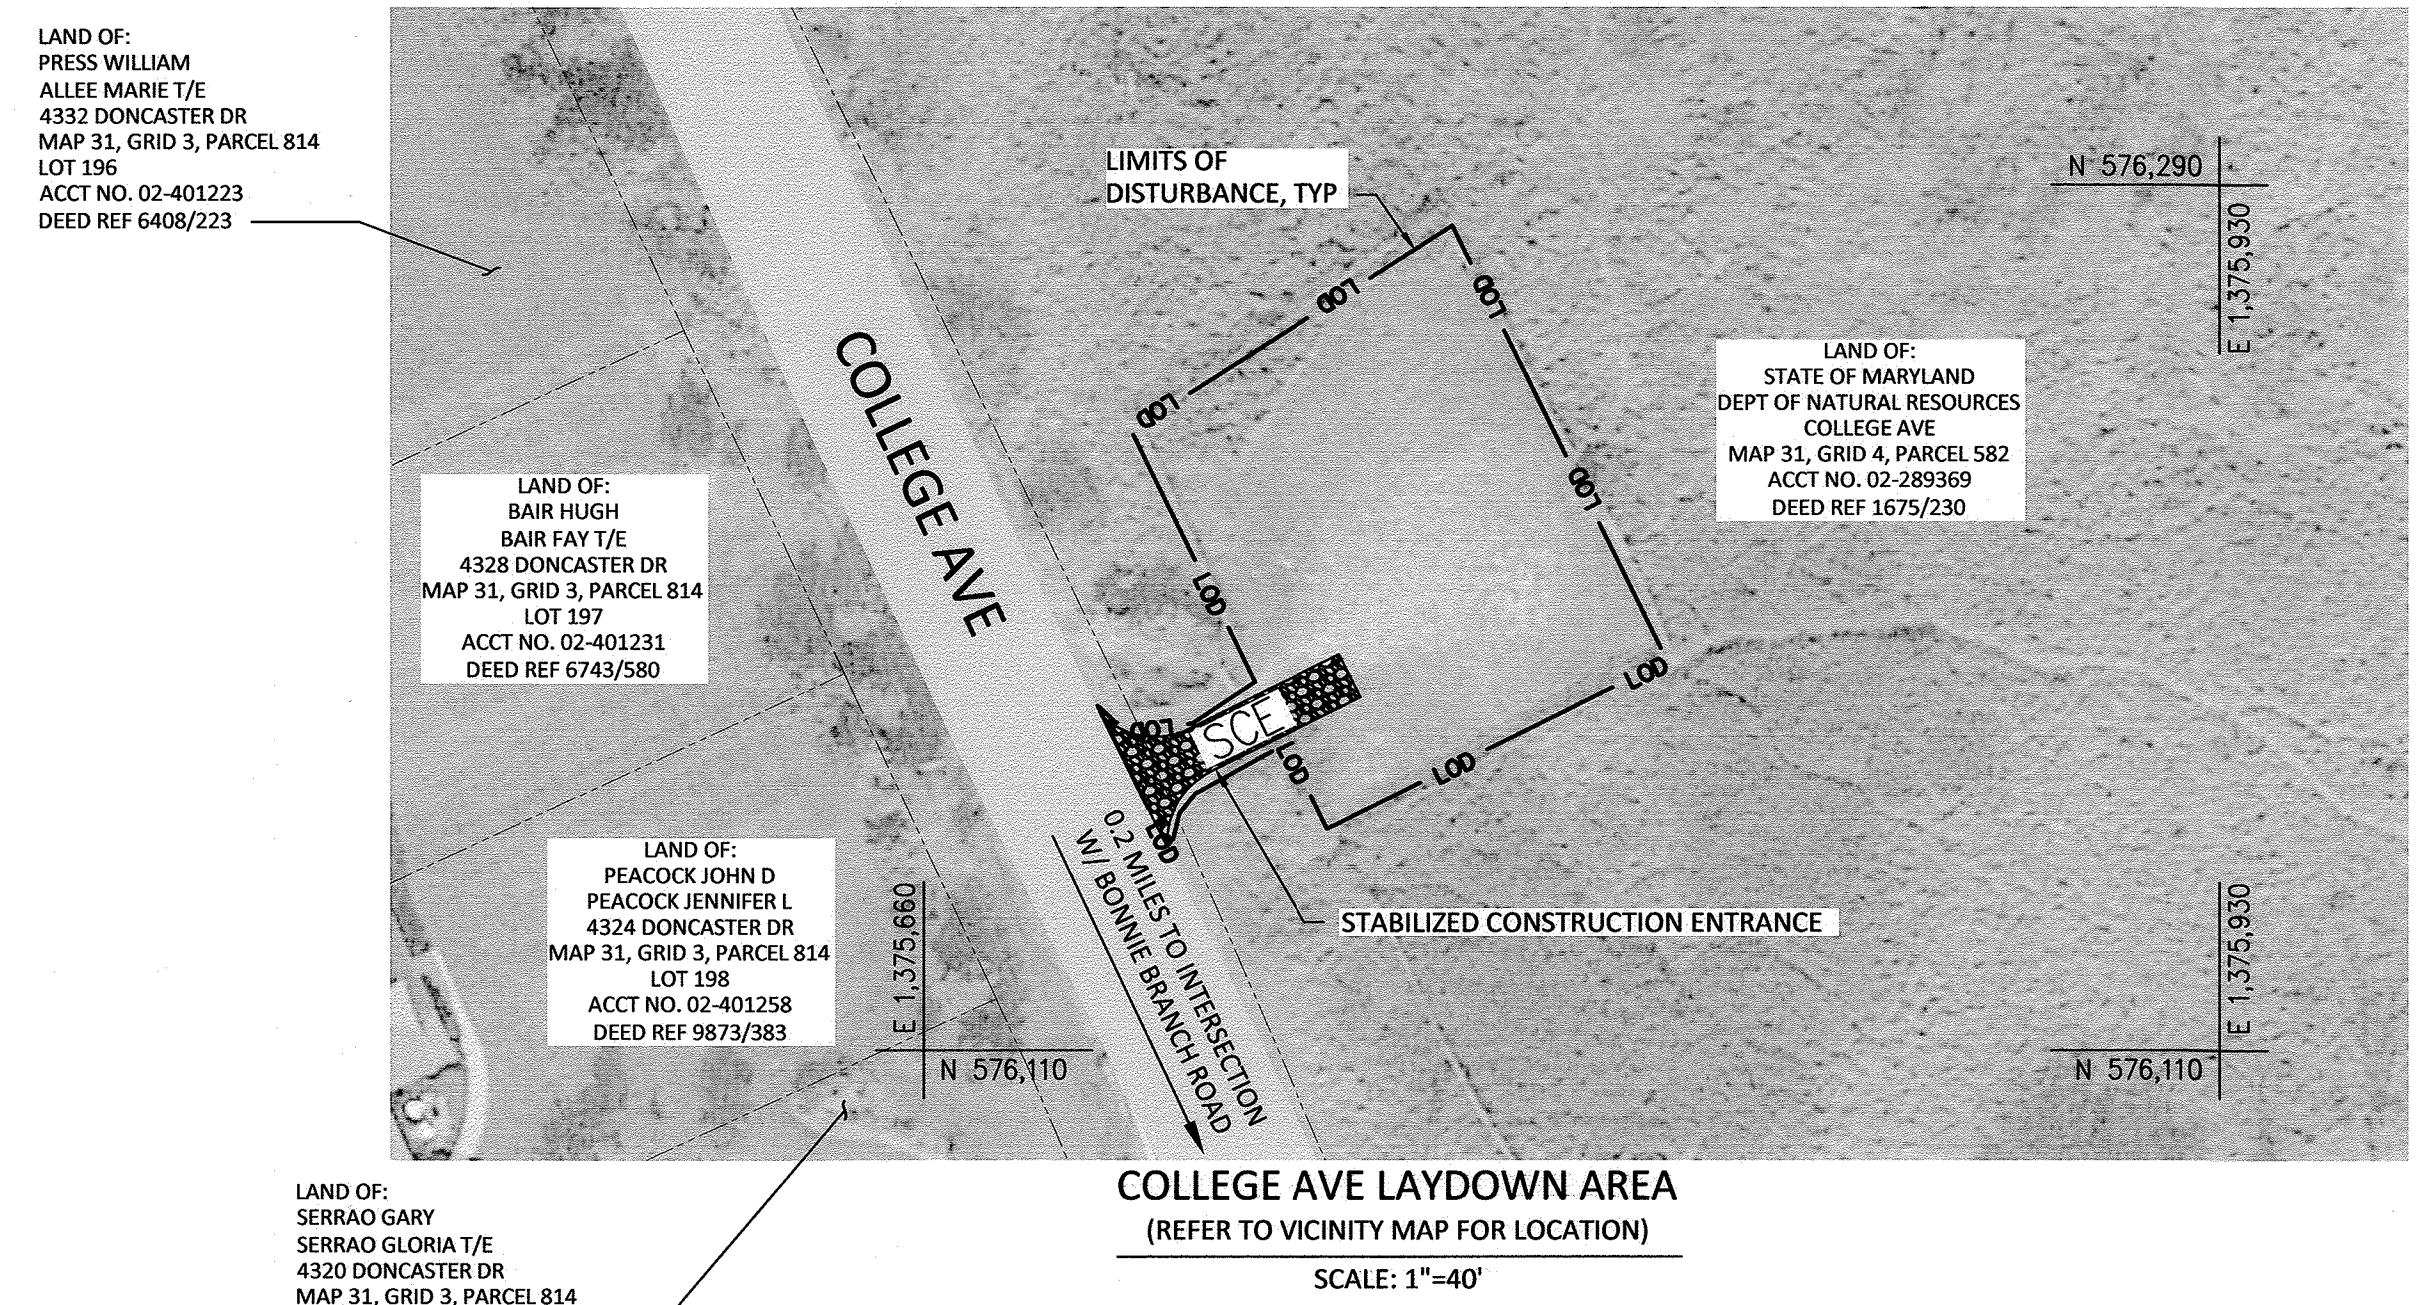 LAND OF:
PRESS WILLIAM
ALLEE MARIE T/E
4332 DONCASTER DR
MAP 31, GRID 3, PARCEL 814
LOT 196
ACCT NO. 02-401223
DEED REF 6408/223
LIMITS OF
DISTURBANCE, TYP
N 576,290
E 1,375,930
LOD
LOD
LOD
LOD
LOD
LOD
LOD
LOD
LOD
LOD
COLLEGE AVE
LAND OF:
STATE OF MARYLAND
DEPT OF NATURAL RESOURCES
COLLEGE AVE
MAP 31, GRID 4, PARCEL 582
ACCT NO. 02-289369
DEED REF 1675/230
LAND OF:
BAIR HUGH
BAIR FAY T/E
4328 DONCASTER DR
MAP 31, GRID 3, PARCEL 814
LOT 197
ACCT NO. 02-401231
DEED REF 6743/580
SCE
STABILIZED CONSTRUCTION ENTRANCE
0.2 MILES TO INTERSECTION
W/ BONNIE BRANCH ROAD
LAND OF:
PEACOCK JOHN D
PEACOCK JENNIFER L
4324 DONCASTER DR
MAP 31, GRID 3, PARCEL 814
LOT 198
ACCT NO. 02-401258
DEED REF 9873/383
E 1,375,660
N 576,110
E 1,375,930
N 576,110
LAND OF:
SERRAO GARY
SERRAO GLORIA T/E
4320 DONCASTER DR
MAP 31, GRID 3, PARCEL 814
COLLEGE AVE LAYDOWN AREA
(REFER TO VICINITY MAP FOR LOCATION)
SCALE: 1"=40'